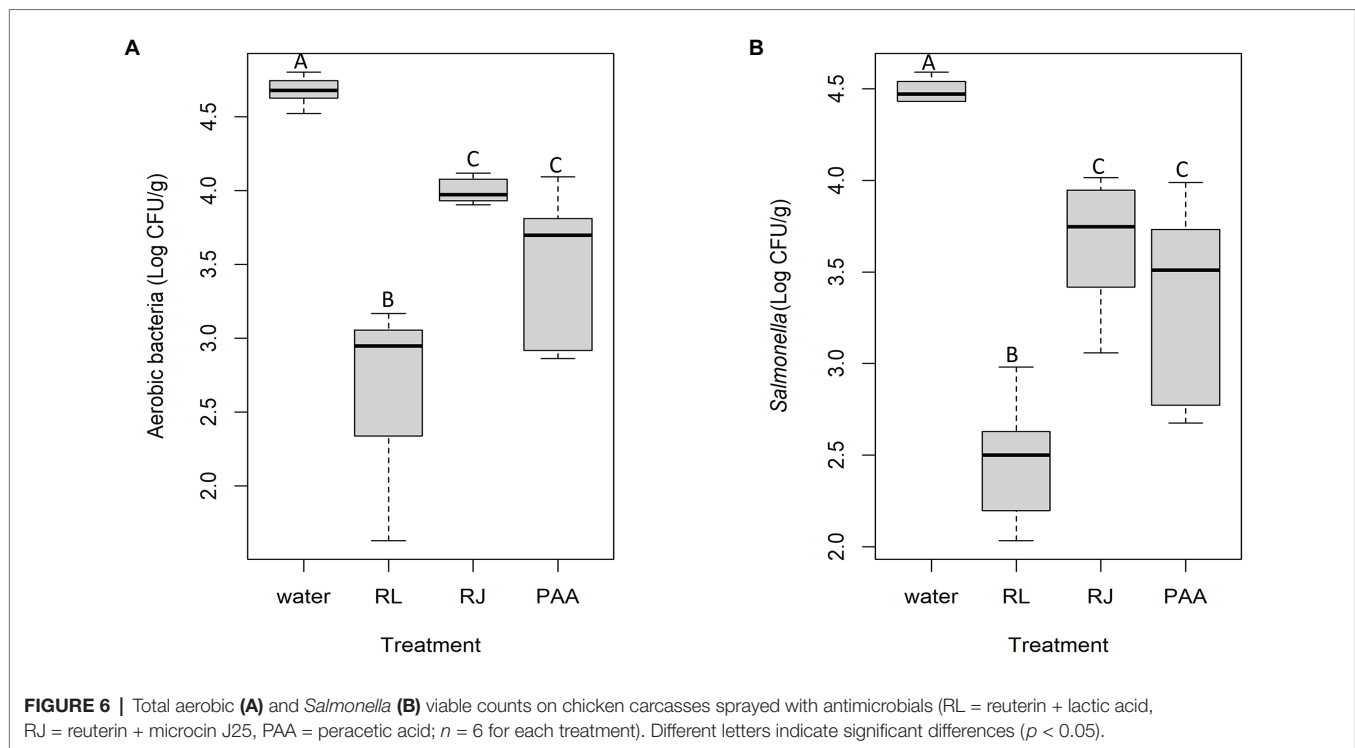 A
Aerobic bacteria (Log CFU/g)
4.5
4.0
3.5
3.0
2.5
2.0
A
B
C
C
water RL RJ PAA
Treatment
B
Salmonella (Log CFU/g)
4.5
4.0
3.5
3.0
2.5
2.0
A
B
C
C
water RL RJ PAA
Treatment
FIGURE 6 | Total aerobic (A) and Salmonella (B) viable counts on chicken carcasses sprayed with antimicrobials (RL = reuterin + lactic acid,
RJ = reuterin + microcin J25, PAA = peracetic acid; n = 6 for each treatment). Different letters indicate significant differences (p < 0.05).